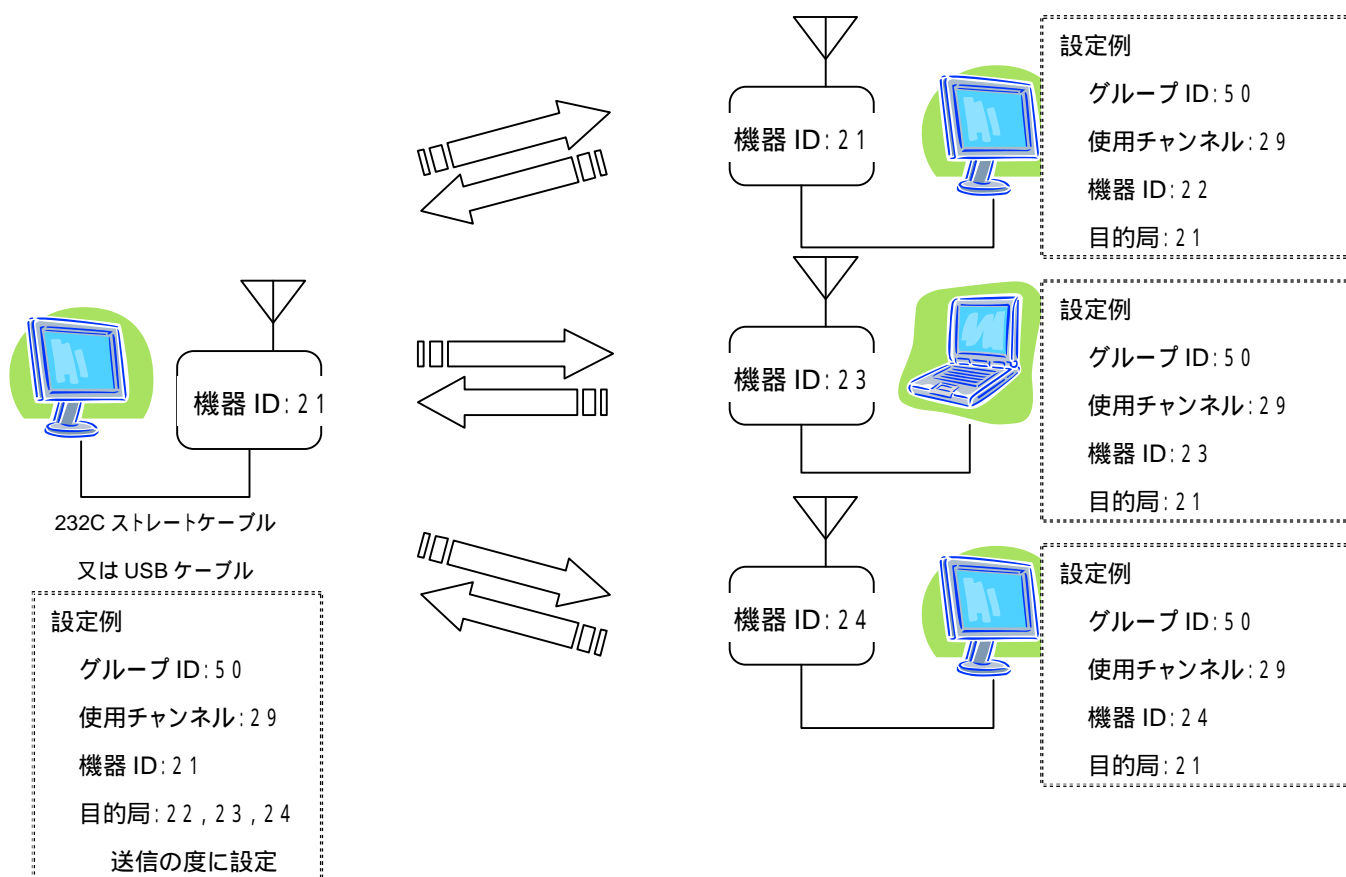 機器 ID:21
232C ストレートケーブル
又は USB ケーブル
設定例
グループ ID:50
使用チャンネル:29
機器 ID:21
目的局:22,23,24
送信の度に設定
機器 ID:21
設定例
グループ ID:50
使用チャンネル:29
機器 ID:22
目的局:21
機器 ID:23
設定例
グループ ID:50
使用チャンネル:29
機器 ID:23
目的局:21
機器 ID:24
設定例
グループ ID:50
使用チャンネル:29
機器 ID:24
目的局:21